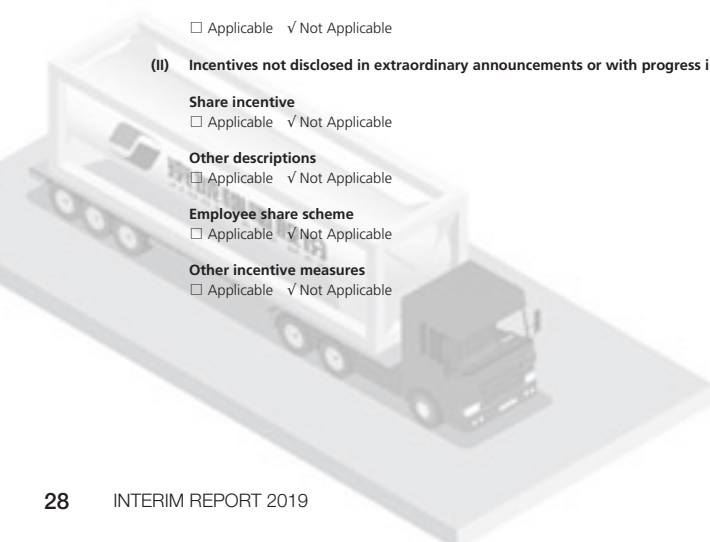 ☐ Applicable √ Not Applicable
(II) Incentives not disclosed in extraordinary announcements or with progress i
Share incentive
☐ Applicable √ Not Applicable
Other descriptions
☐ Applicable √ Not Applicable
Employee share scheme
☐ Applicable √ Not Applicable
Other incentive measures
☐ Applicable √ Not Applicable
28 INTERIM REPORT 2019